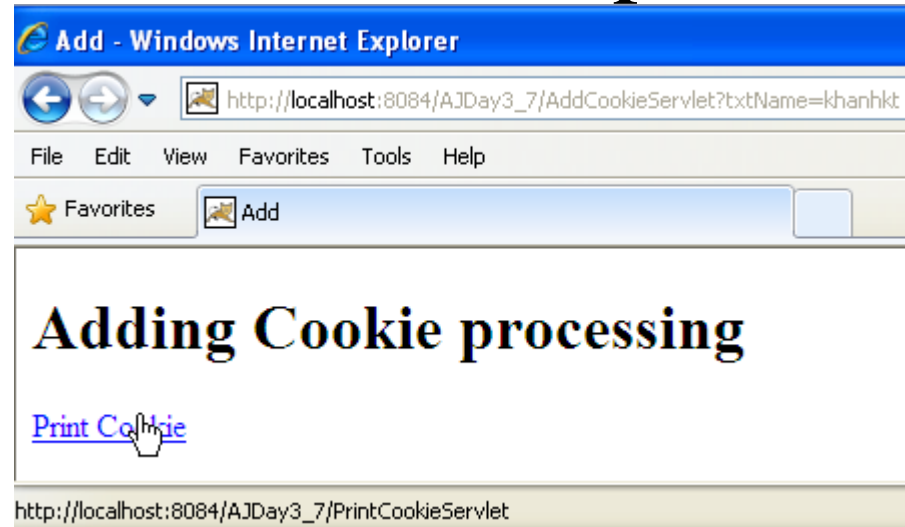 Add - Windows Internet Explorer
http://localhost:8084/AJDay3_7/AddCookieServlet?txtName=khanhkt
File Edit View Favorites Tools Help
Favorites Add
Adding Cookie processing
Print Cookie
http://localhost:8084/AJDay3_7/PrintCookieServlet